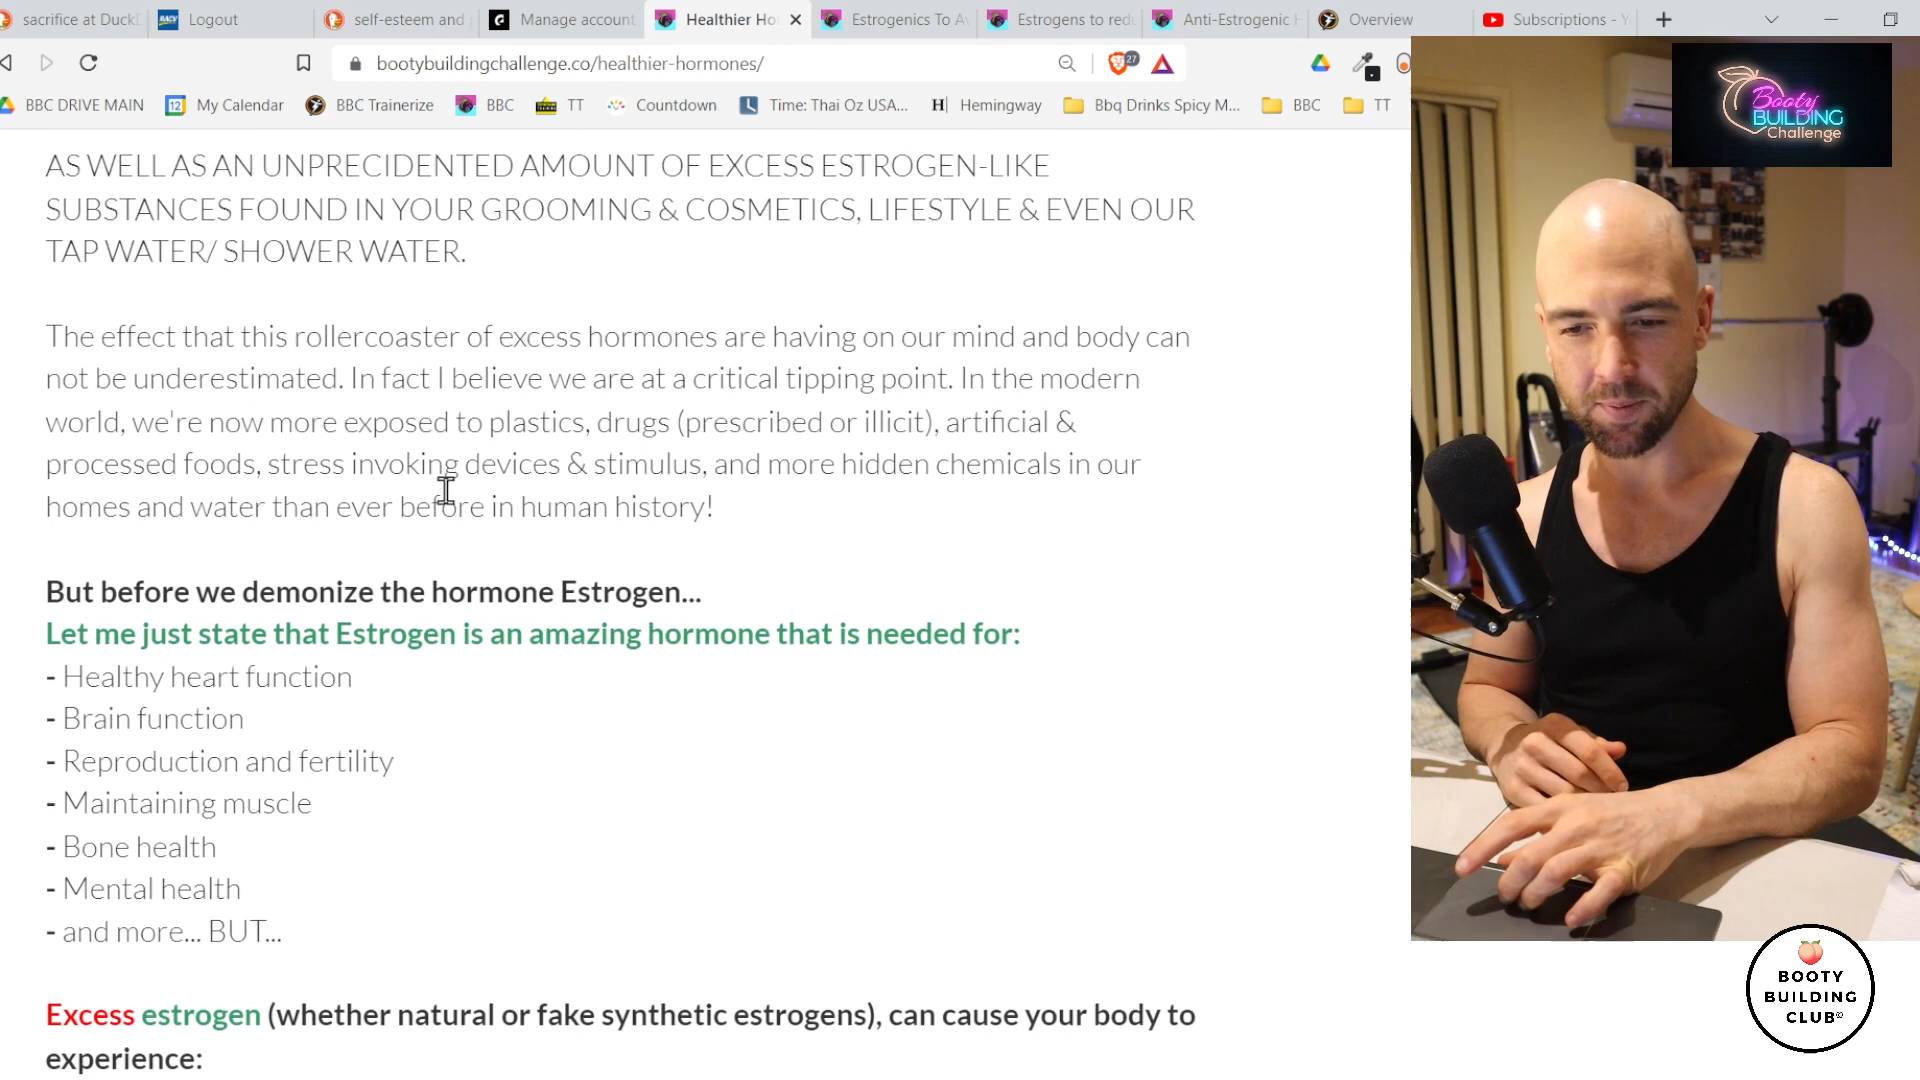 sacrifice at Duck
RACV Logout
self-esteem and
Manage account
Healthier Ho
Estrogenics To A
Estrogens to red
Anti-Estrogenic
Overview
Subscriptions -
bootybuildingchallenge.co/healthier-hormones/
27
BBC DRIVE MAIN
12 My Calendar
BBC Trainerize
BBC
TT
Countdown
Time: Thai Oz USA...
H Hemingway
Bbq Drinks Spicy M...
BBC
TT
Booty
BUILDING
Challenge
AS WELL AS AN UNPRECIDENTED AMOUNT OF EXCESS ESTROGEN-LIKE
SUBSTANCES FOUND IN YOUR GROOMING & COSMETICS, LIFESTYLE & EVEN OUR
TAP WATER/ SHOWER WATER.
The effect that this rollercoaster of excess hormones are having on our mind and body can
not be underestimated. In fact I believe we are at a critical tipping point. In the modern
world, we're now more exposed to plastics, drugs (prescribed or illicit), artificial &
processed foods, stress invoking devices & stimulus, and more hidden chemicals in our
homes and water than ever before in human history!
But before we demonize the hormone Estrogen...
Let me just state that Estrogen is an amazing hormone that is needed for:
- Healthy heart function
- Brain function
- Reproduction and fertility
- Maintaining muscle
- Bone health
- Mental health
- and more... BUT...
Excess estrogen (whether natural or fake synthetic estrogens), can cause your body to
experience:
BOOTY
BUILDING
CLUB©